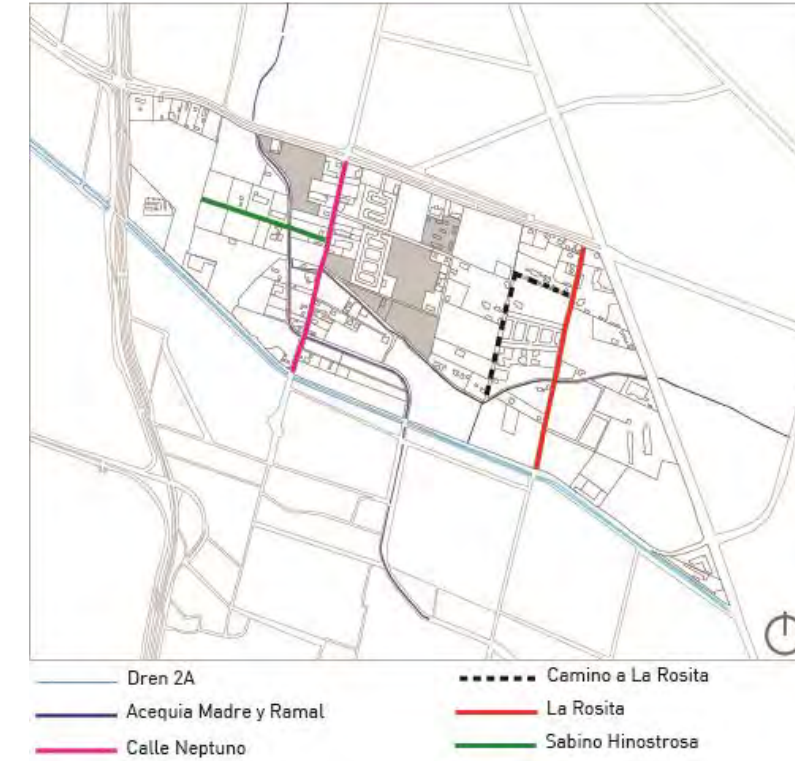 Dren 2A
Acequia Madre y Ramal
Calle Neptuno
Camino a La Rosita
La Rosita
Sabino Hinostrosa